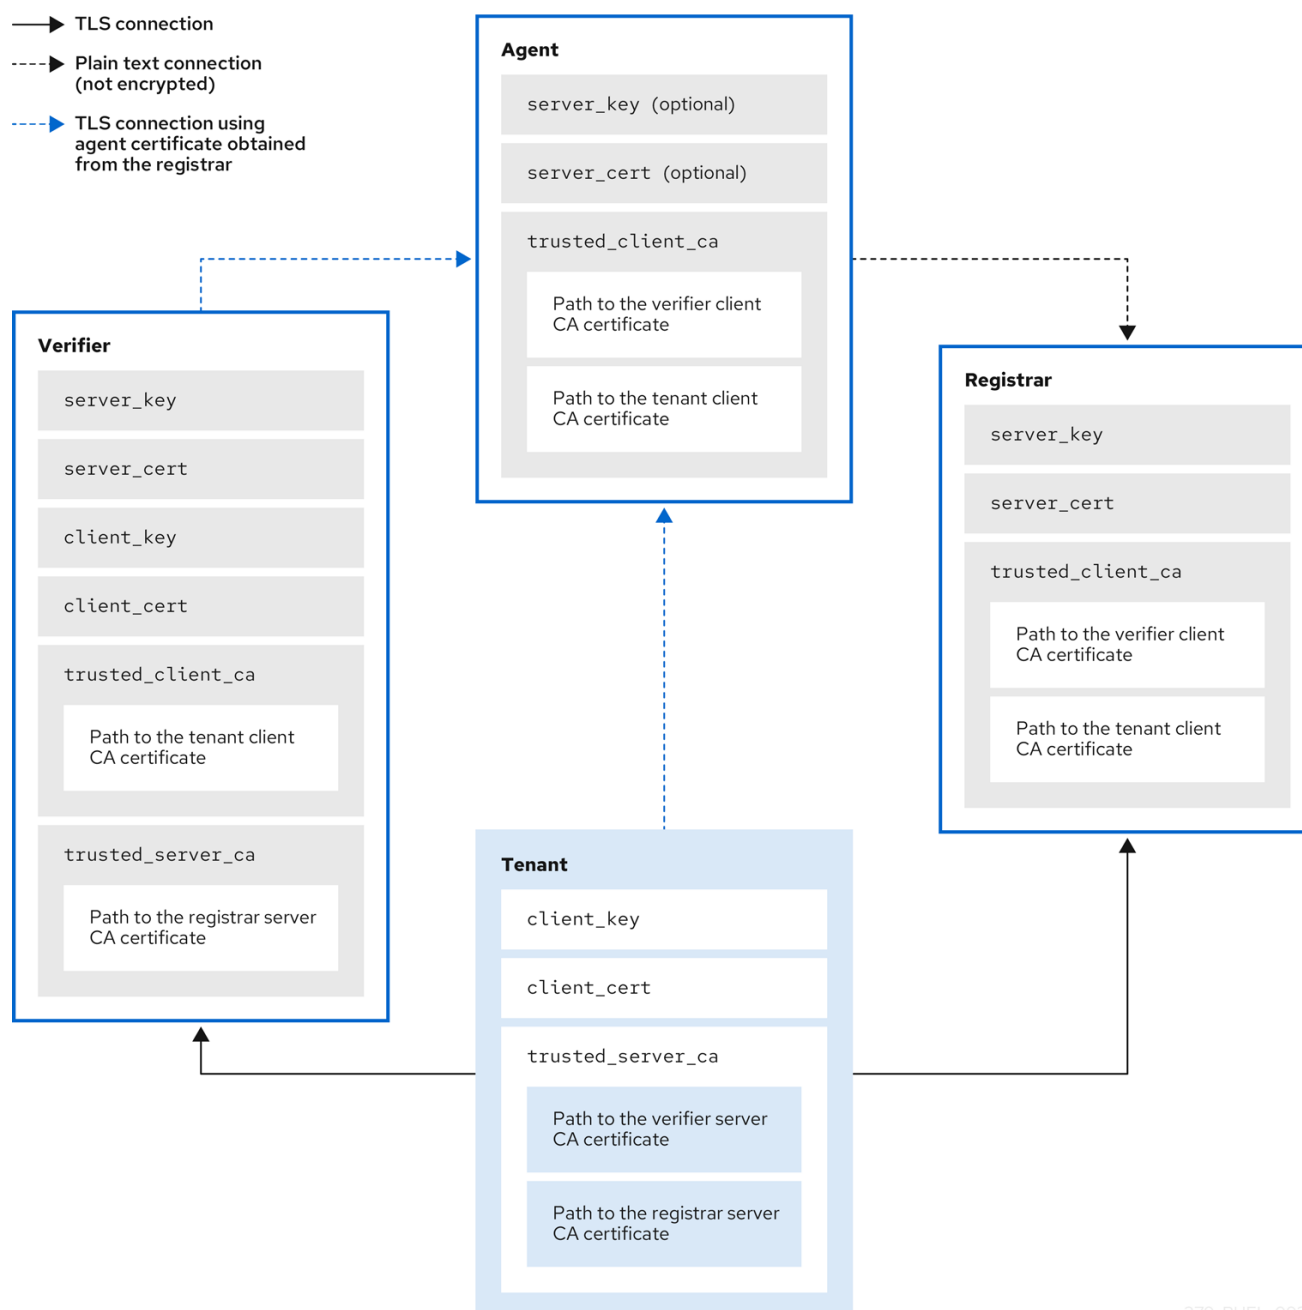 TLS connection
Plain text connection
(not encrypted)
TLS connection using
agent certificate obtained
from the registrar
Agent
server_key (optional)
server_cert (optional)
trusted_client_ca
Path to the verifier client
CA certificate
Path to the tenant client
CA certificate
Verifier
server_key
server_cert
client_key
client_cert
trusted_client_ca
Path to the tenant client
CA certificate
trusted_server_ca
Path to the registrar server
CA certificate
Registrar
server_key
server_cert
trusted_client_ca
Path to the verifier client
CA certificate
Path to the tenant client
CA certificate
Tenant
client_key
client_cert
trusted_server_ca
Path to the verifier server
CA certificate
Path to the registrar server
CA certificate